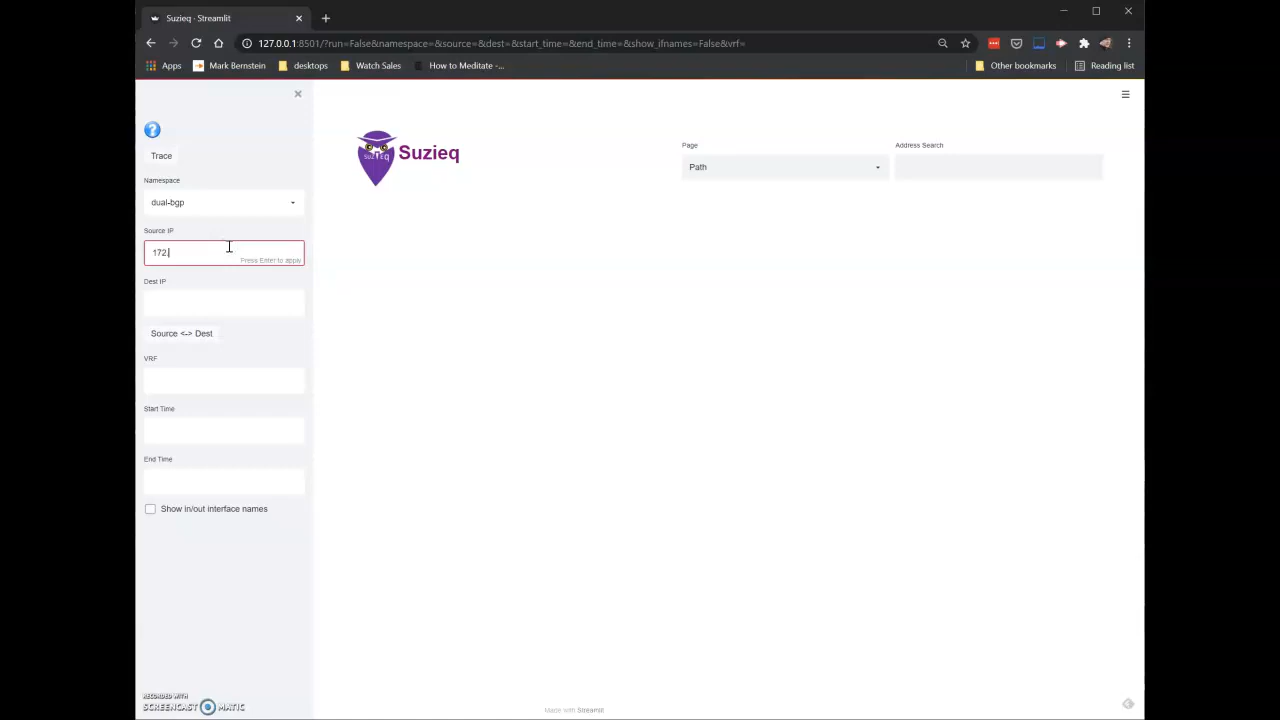 Suzieq · Streamlit
127.0.0.1:8501/?run=False&namespace=&source=&dest=&start_time=&end_time=&show_ifnames=False&vrf=
Apps Mark Bernstein desktops Watch Sales How to Meditate -... Other bookmarks Reading list
Trace
Namespace
dual-bgp
Source IP
172.
Press Enter to apply
Dest IP
Source <-> Dest
VRF
Start Time
End Time
Show in/out interface names
SUZIEQ
Suzieq
Page
Path
Address Search
RECORDED WITH
SCREENCAST MATIC
Made with Streamlit